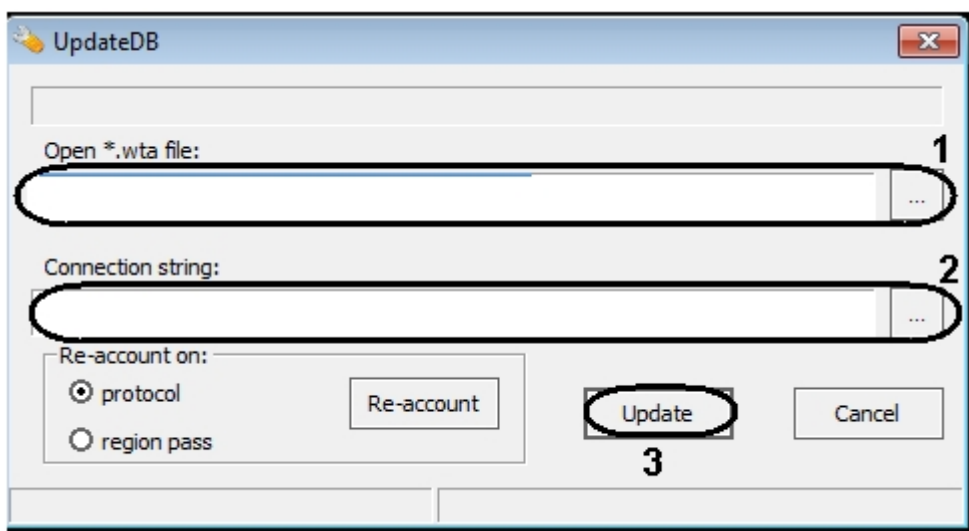 UpdateDB
Open *.wta file:
1
...
Connection string:
2
...
Re-account on:
protocol
Re-account
Update
Cancel
region pass
3